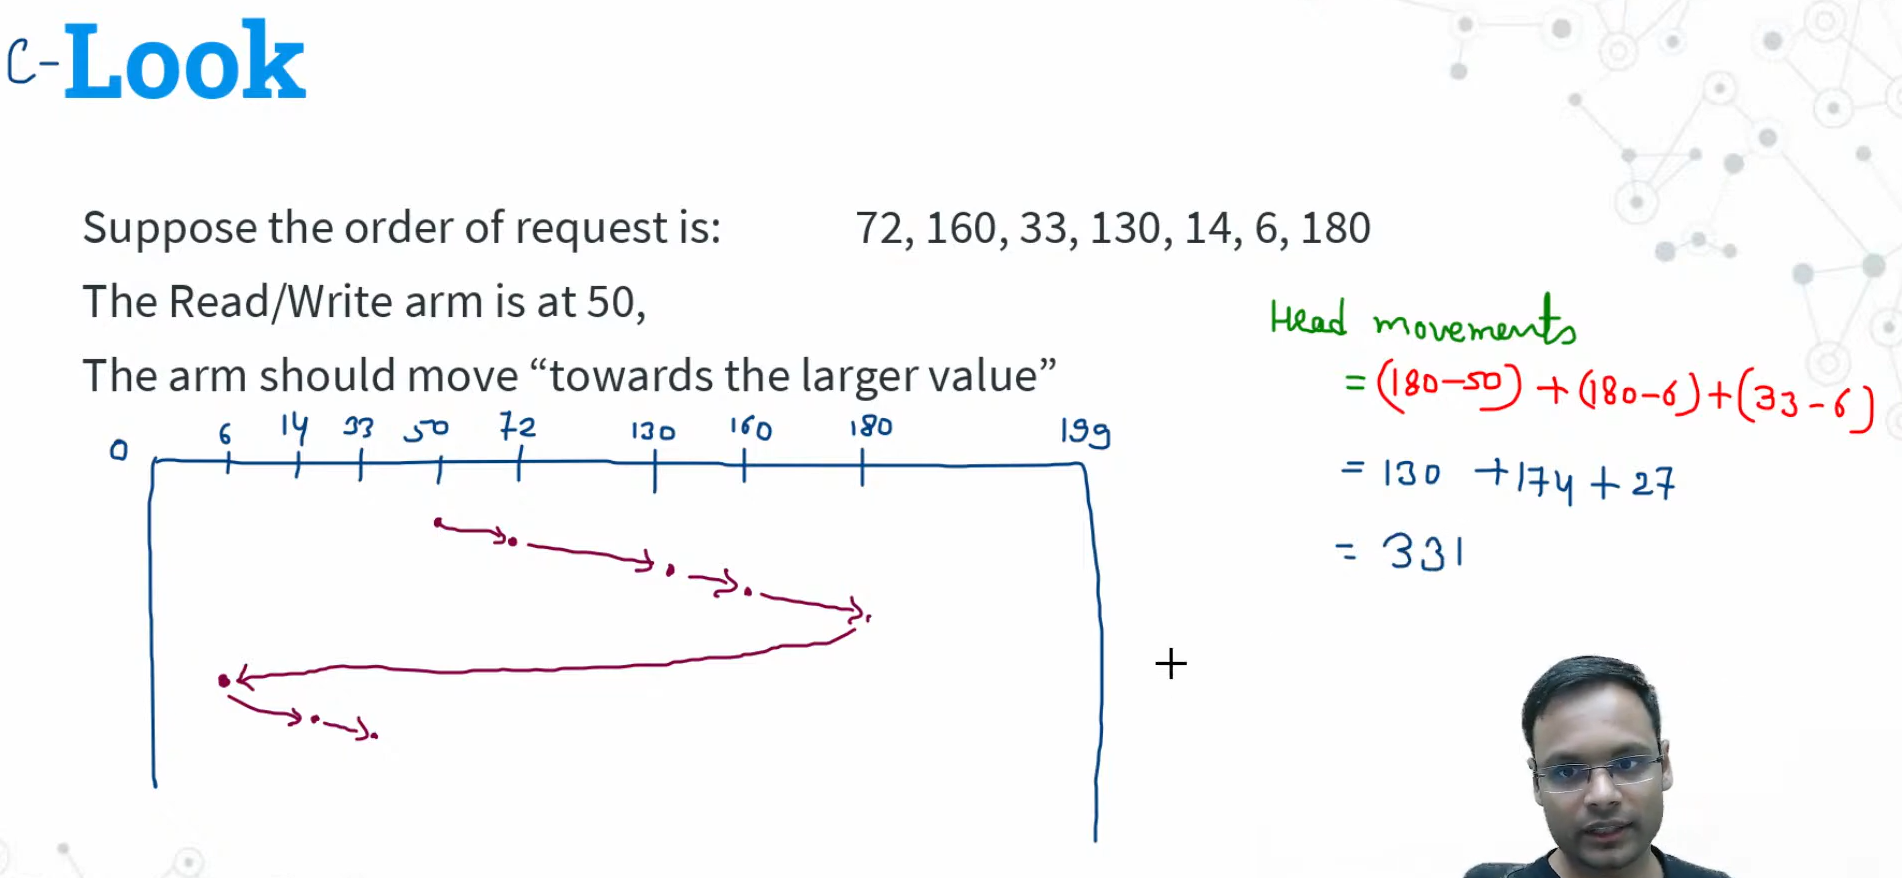 C-Look
Suppose the order of request is: 72, 160, 33, 130, 14, 6, 180
The Read/Write arm is at 50,
The arm should move “towards the larger value”
0 6 14 33 50 72 130 160 180 199
Head movements
= (180-50) + (180-6) + (33-6)
= 130 + 174 + 27
= 331